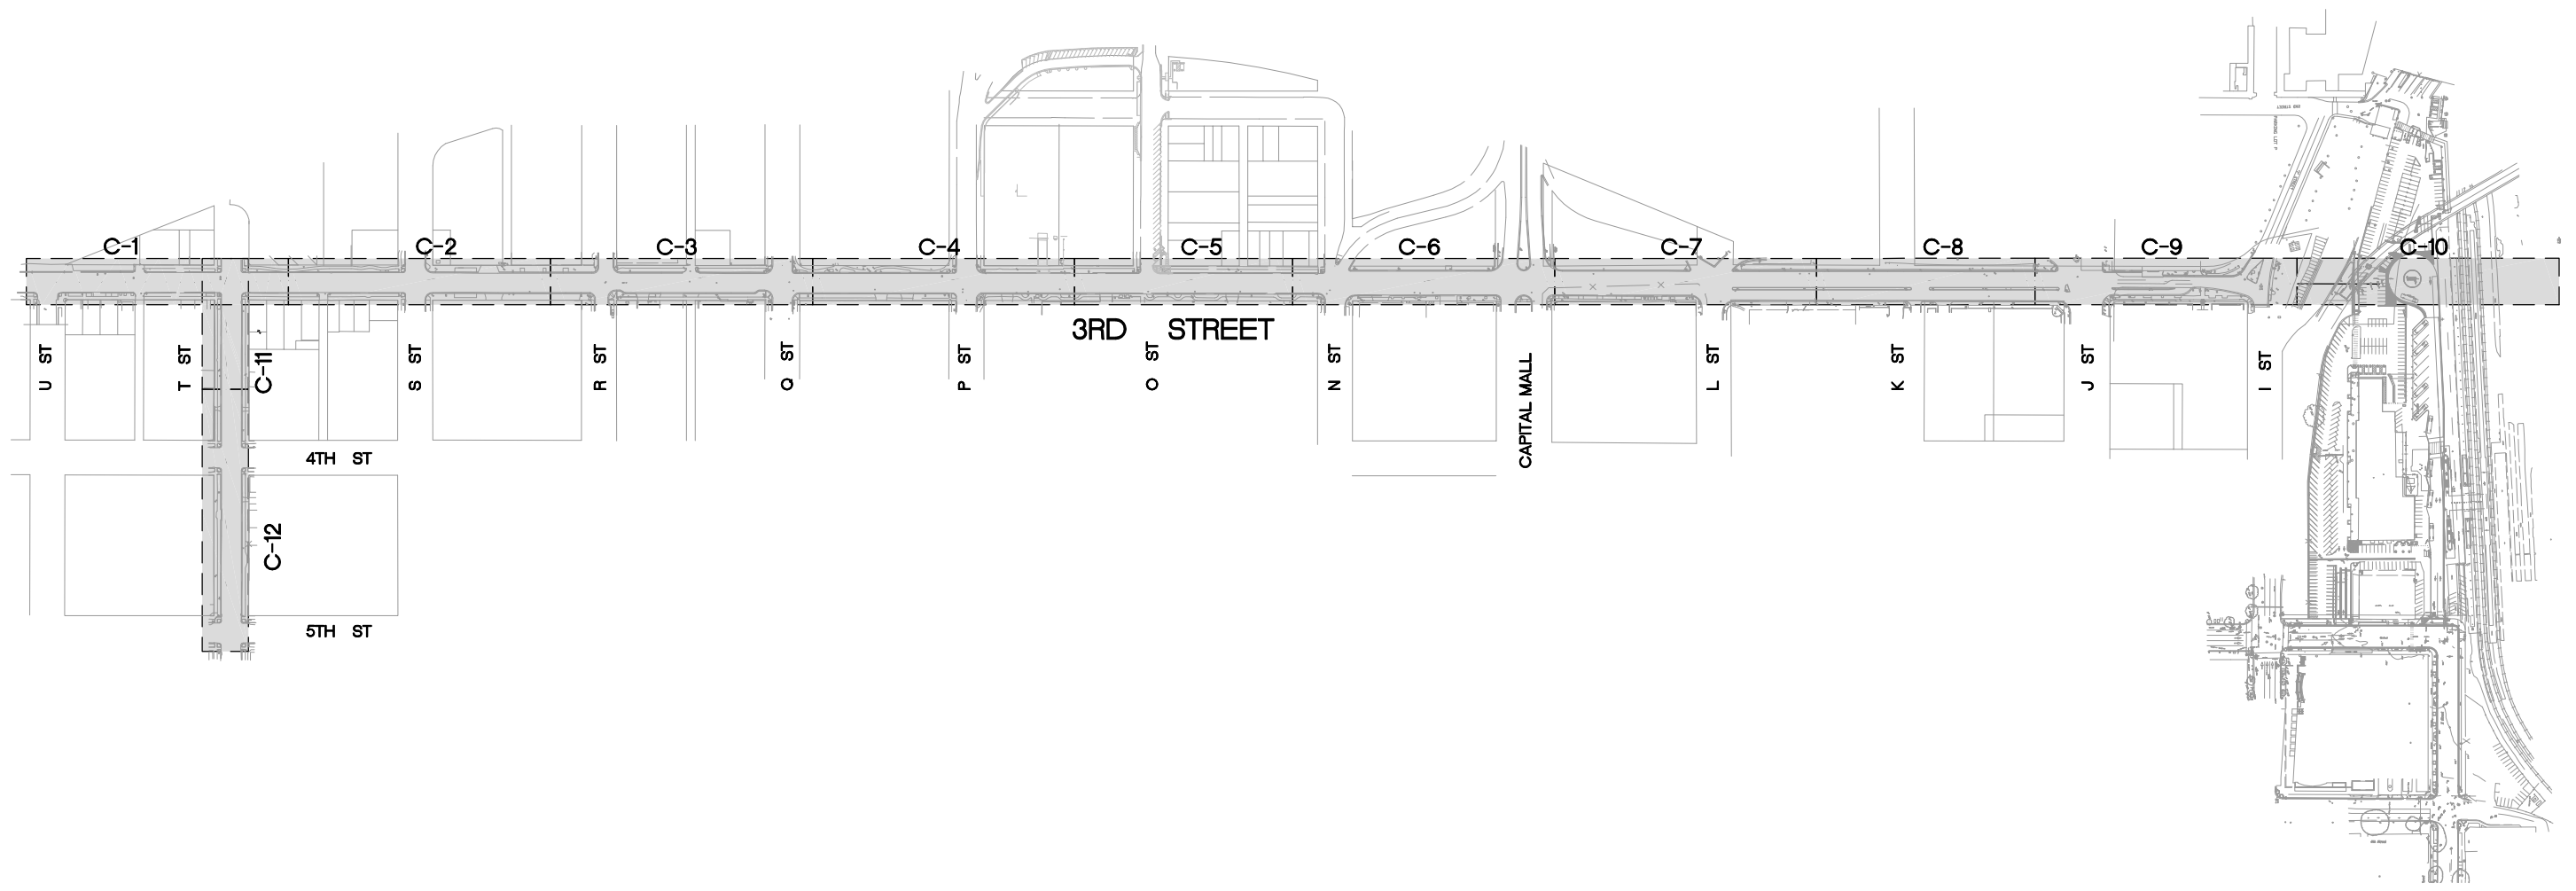 C-1
C-2
C-3
C-4
C-5
C-6
C-7
C-8
C-9
C-10
3RD STREET
U ST
T ST
C-11
S ST
R ST
Q ST
P ST
O ST
N ST
CAPITAL MALL
L ST
K ST
J ST
I ST
4TH ST
C-12
5TH ST